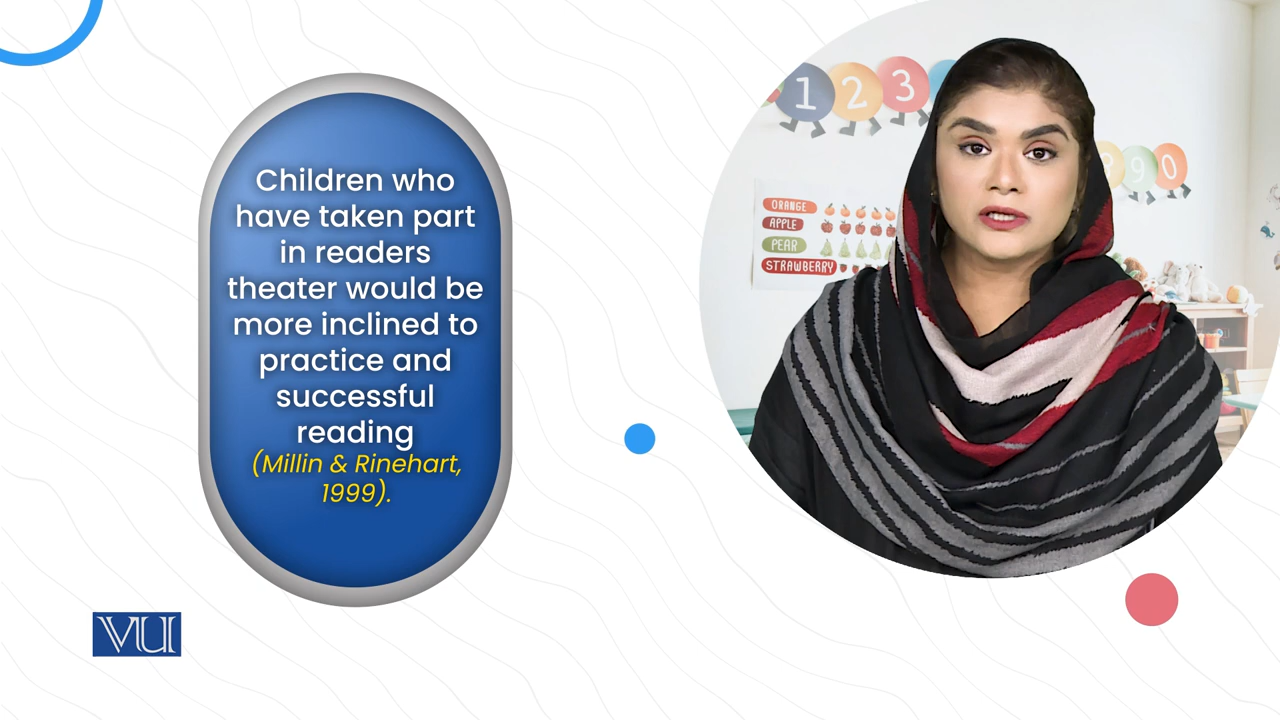 Children who
have taken part
in readers
theater would be
more inclined to
practice and
successful
reading
(Millin & Rinehart,
1999).
1 2 3
9 0
ORANGE
APPLE
PEAR
STRAWBERRY
VU